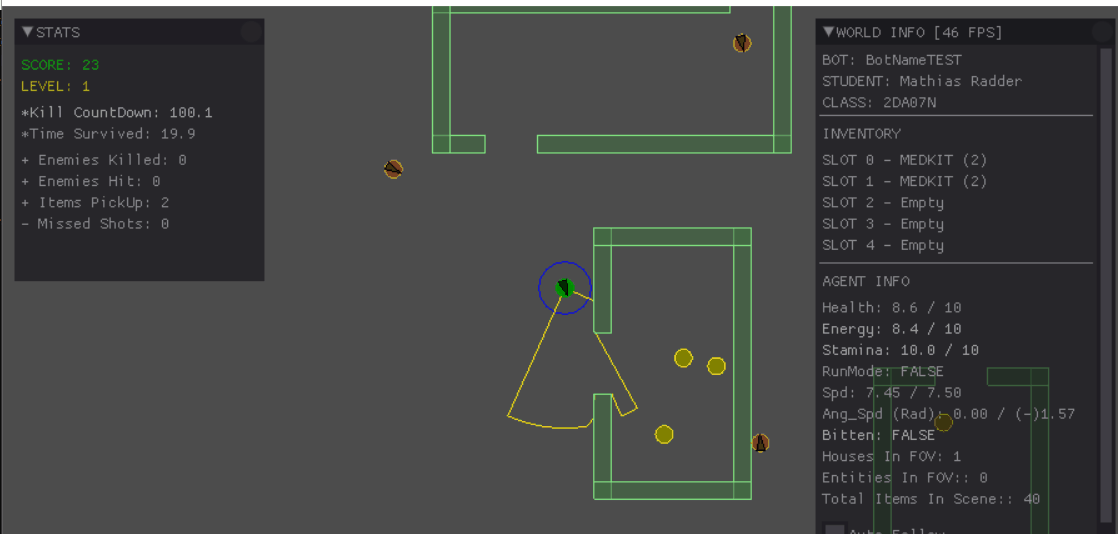 ▼STATS
SCORE: 23
LEVEL: 1
*Kill CountDown: 100.1
*Time Survived: 19.9
+ Enemies Killed: 0
+ Enemies Hit: 0
+ Items PickUp: 2
- Missed Shots: 0
▼WORLD INFO [46 FPS]
BOT: BotNameTEST
STUDENT: Mathias Radder
CLASS: 2DA07N
INVENTORY
SLOT 0 - MEDKIT (2)
SLOT 1 - MEDKIT (2)
SLOT 2 - Empty
SLOT 3 - Empty
SLOT 4 - Empty
AGENT INFO
Health: 8.6 / 10
Energy: 8.4 / 10
Stamina: 10.0 / 10
RunMode: FALSE
Spd: 7.45 / 7.50
Ang_Spd (Rad): 0.00 / (-)1.57
Bitten: FALSE
Houses In FOV: 1
Entities In FOV:: 0
Total Items In Scene:: 40
Auto Follow